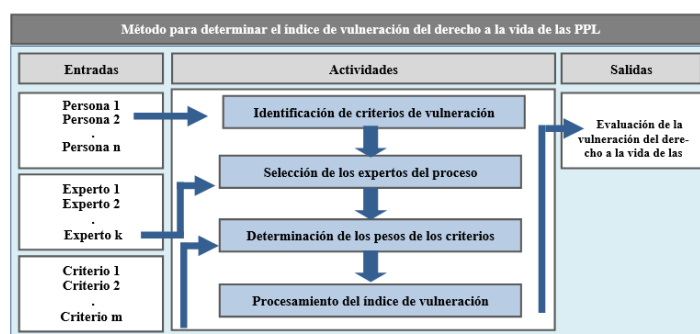 Método para determinar el índice de vulneración del derecho a la vida de las PPL
Entradas
Actividades
Salidas
Persona 1
Persona 2
.
Persona n
Experto 1
Experto 2
.
Experto k
Criterio 1
Criterio 2
.
Criterio m
Identificación de criterios de vulneración
Selección de los expertos del proceso
Determinación de los pesos de los criterios
Procesamiento del índice de vulneración
Evaluación de la
vulneración del dere-
cho a la vida de las